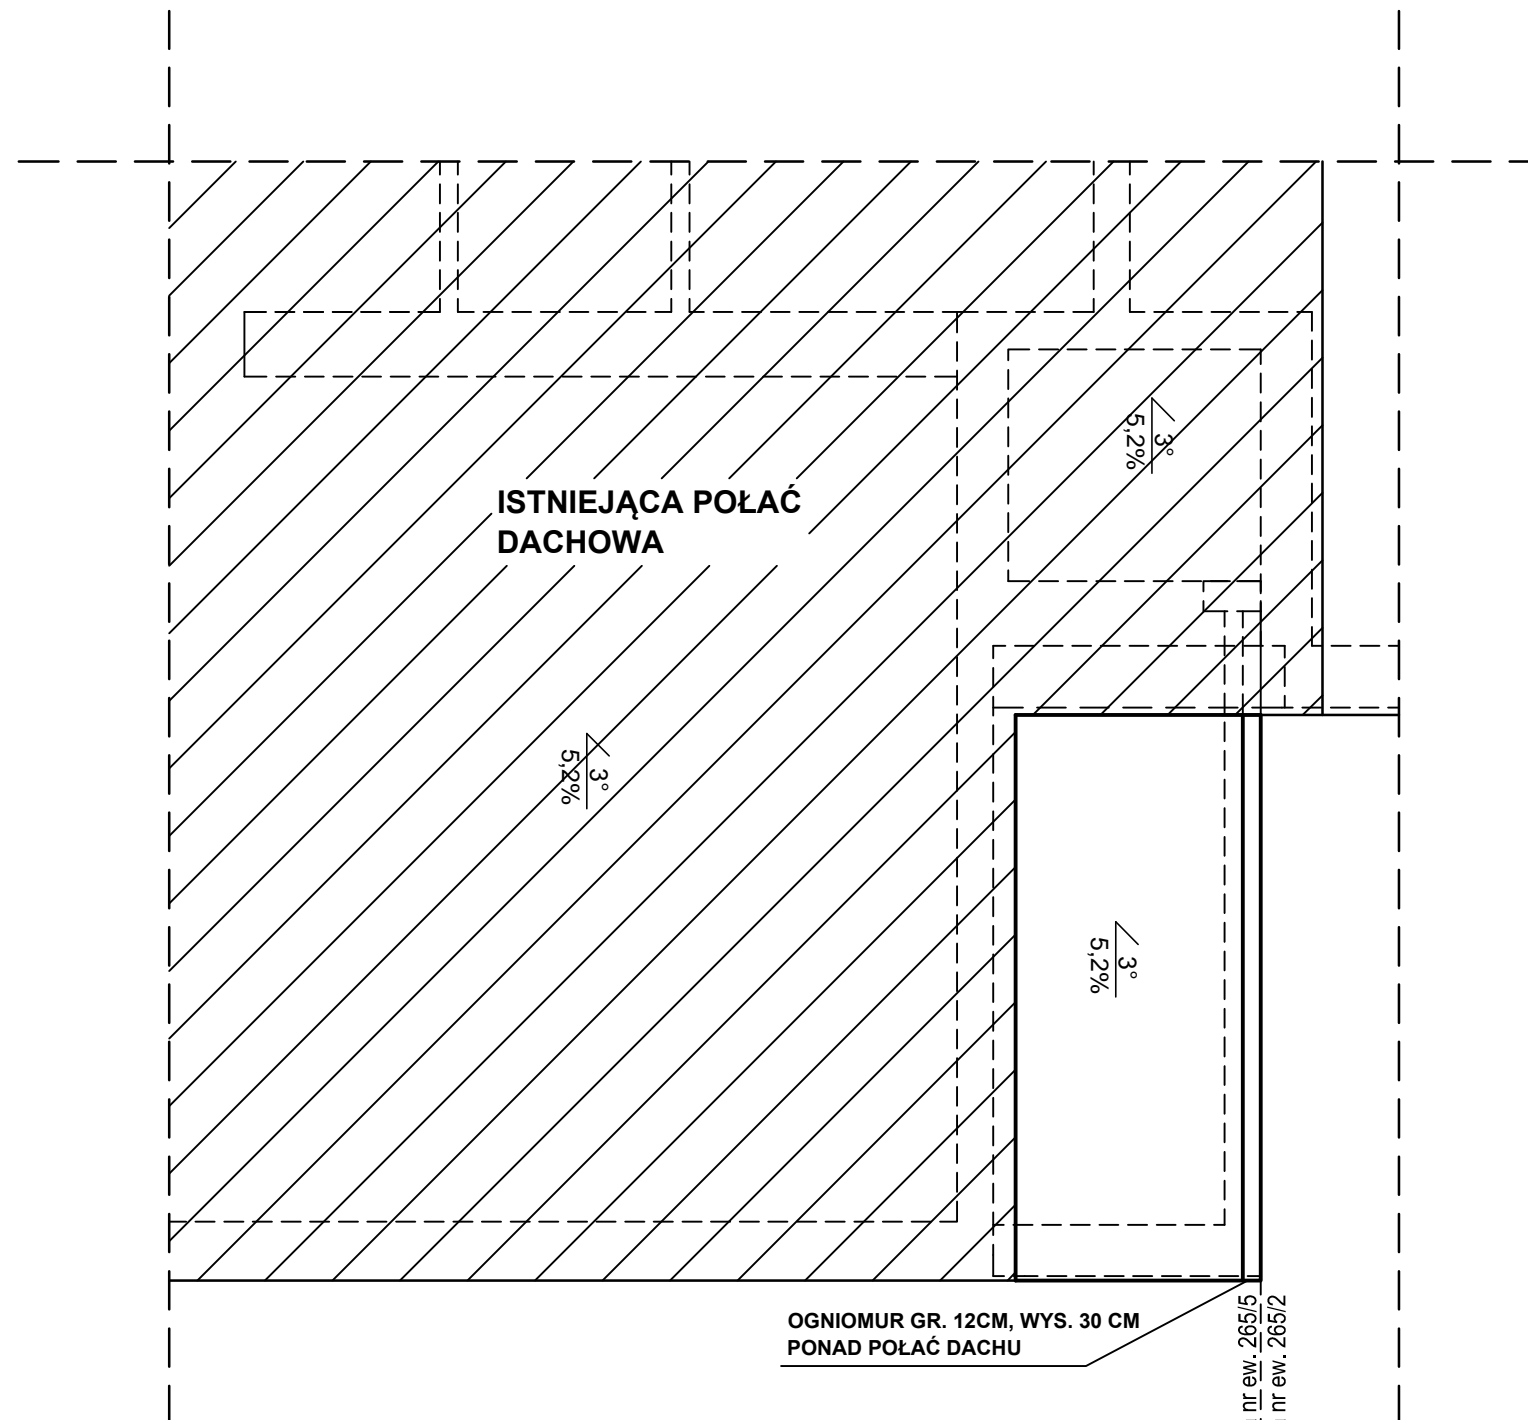 3°
5,2%
ISTNIEJĄCA POŁAĆ
DACHOWA
3°
5,2%
3°
5,2%
OGNIOMUR GR. 12CM, WYS. 30 CM
PONAD POŁAĆ DACHU
nr ew. 265/5
nr ew. 265/2